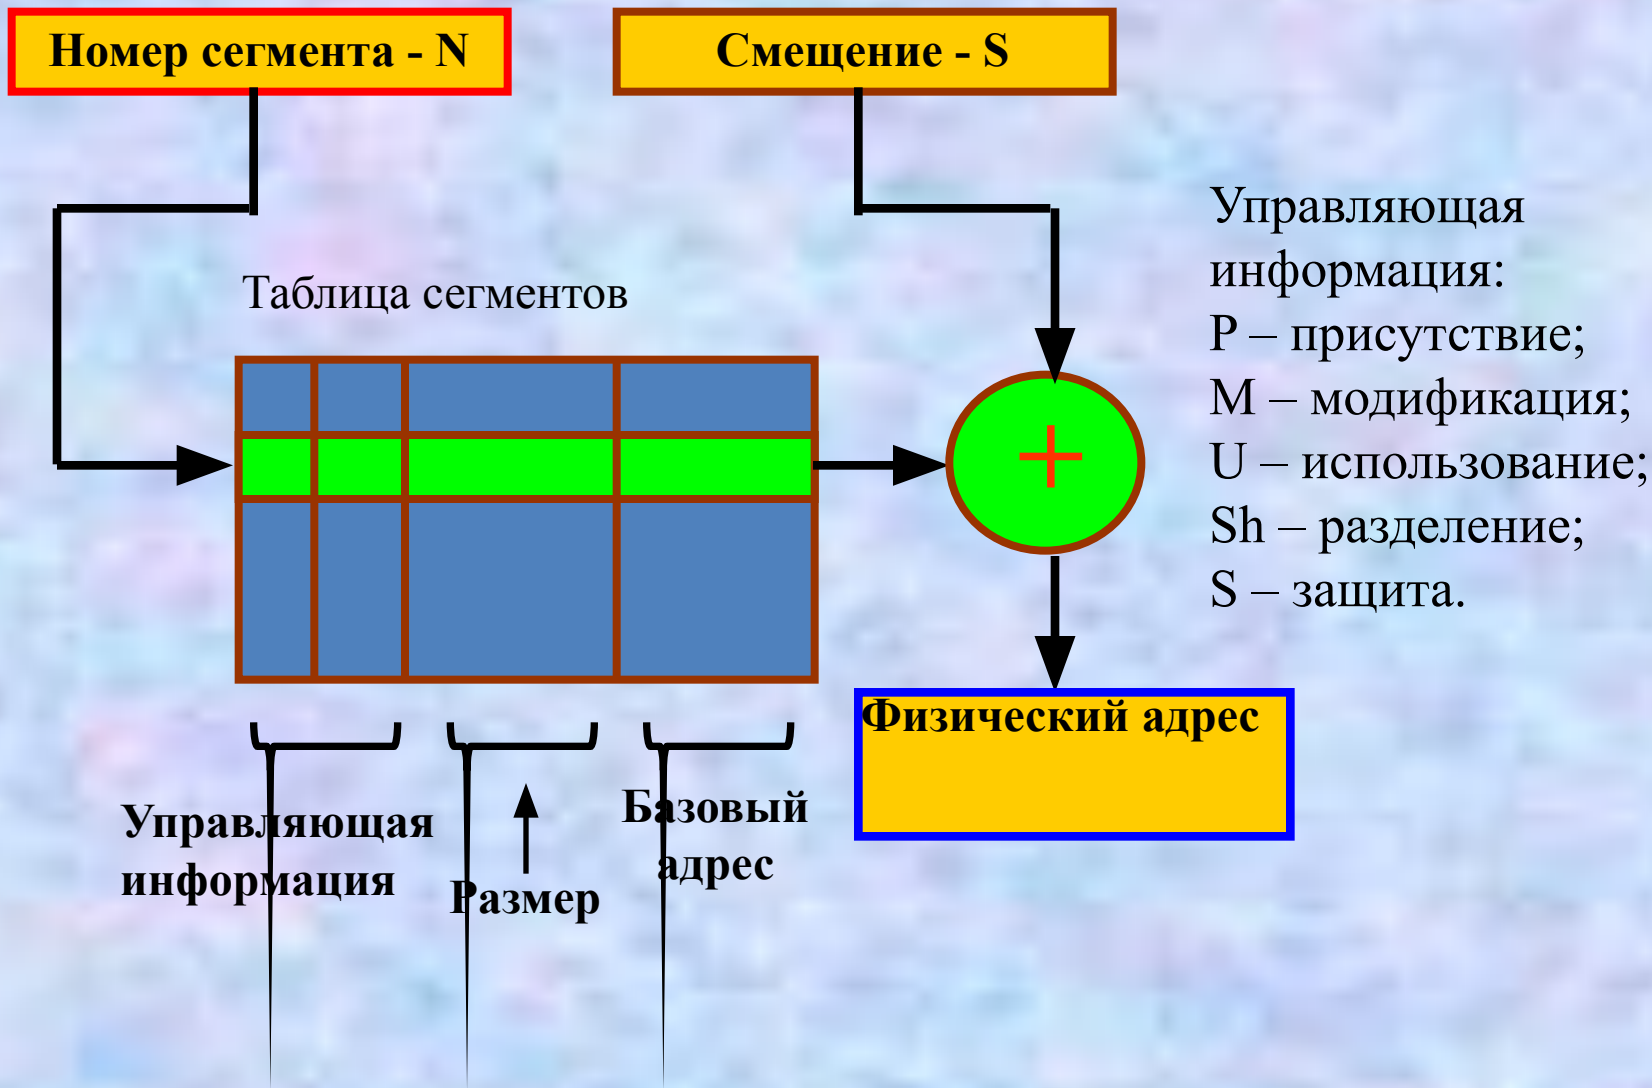 Номер сегмента - N
Смещение - S
Таблица сегментов
+
Управляющая
информация:
P – присутствие;
M – модификация;
U – использование;
Sh – разделение;
S – защита.
Физический адрес
Управляющая
информация
Размер
Базовый
адрес